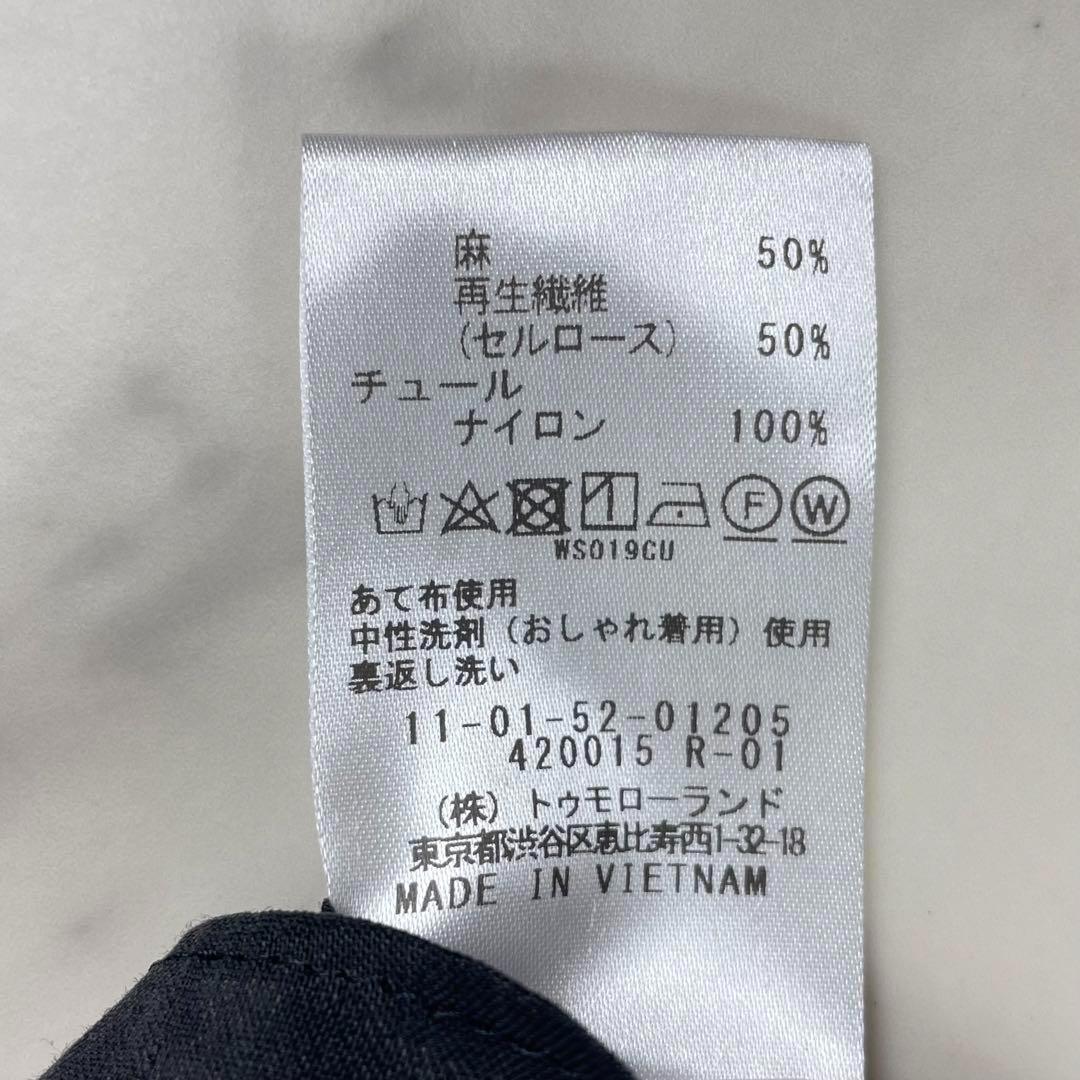 麻 50%
再生繊維
(セルロース) 50%
チュール
ナイロン 100%
F W
WS019CU
あて布使用
中性洗剤(おしゃれ着用)使用
裏返し洗い
11-01-52-01205
420015 R-01
(株)トゥモローランド
東京都渋谷区恵比寿西1-32-18
MADE IN VIETNAM